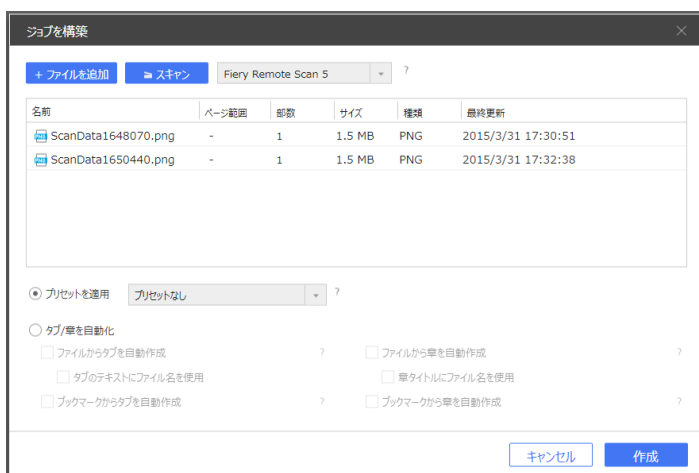 ジョブを構築
+ ファイルを追加 スキャン Fiery Remote Scan 5 ?
名前 ページ範囲 部数 サイズ 種類 最終更新
ScanData1648070.png - 1 1.5 MB PNG 2015/3/31 17:30:51
ScanData1650440.png - 1 1.5 MB PNG 2015/3/31 17:32:38
プリセットを適用 プリセットなし ?
タブ/章を自動化
ファイルからタブを自動作成 ? ファイルから章を自動作成 ?
タブのテキストにファイル名を使用 章タイトルにファイル名を使用
ブックマークからタブを自動作成 ? ブックマークから章を自動作成 ?
キャンセル 作成